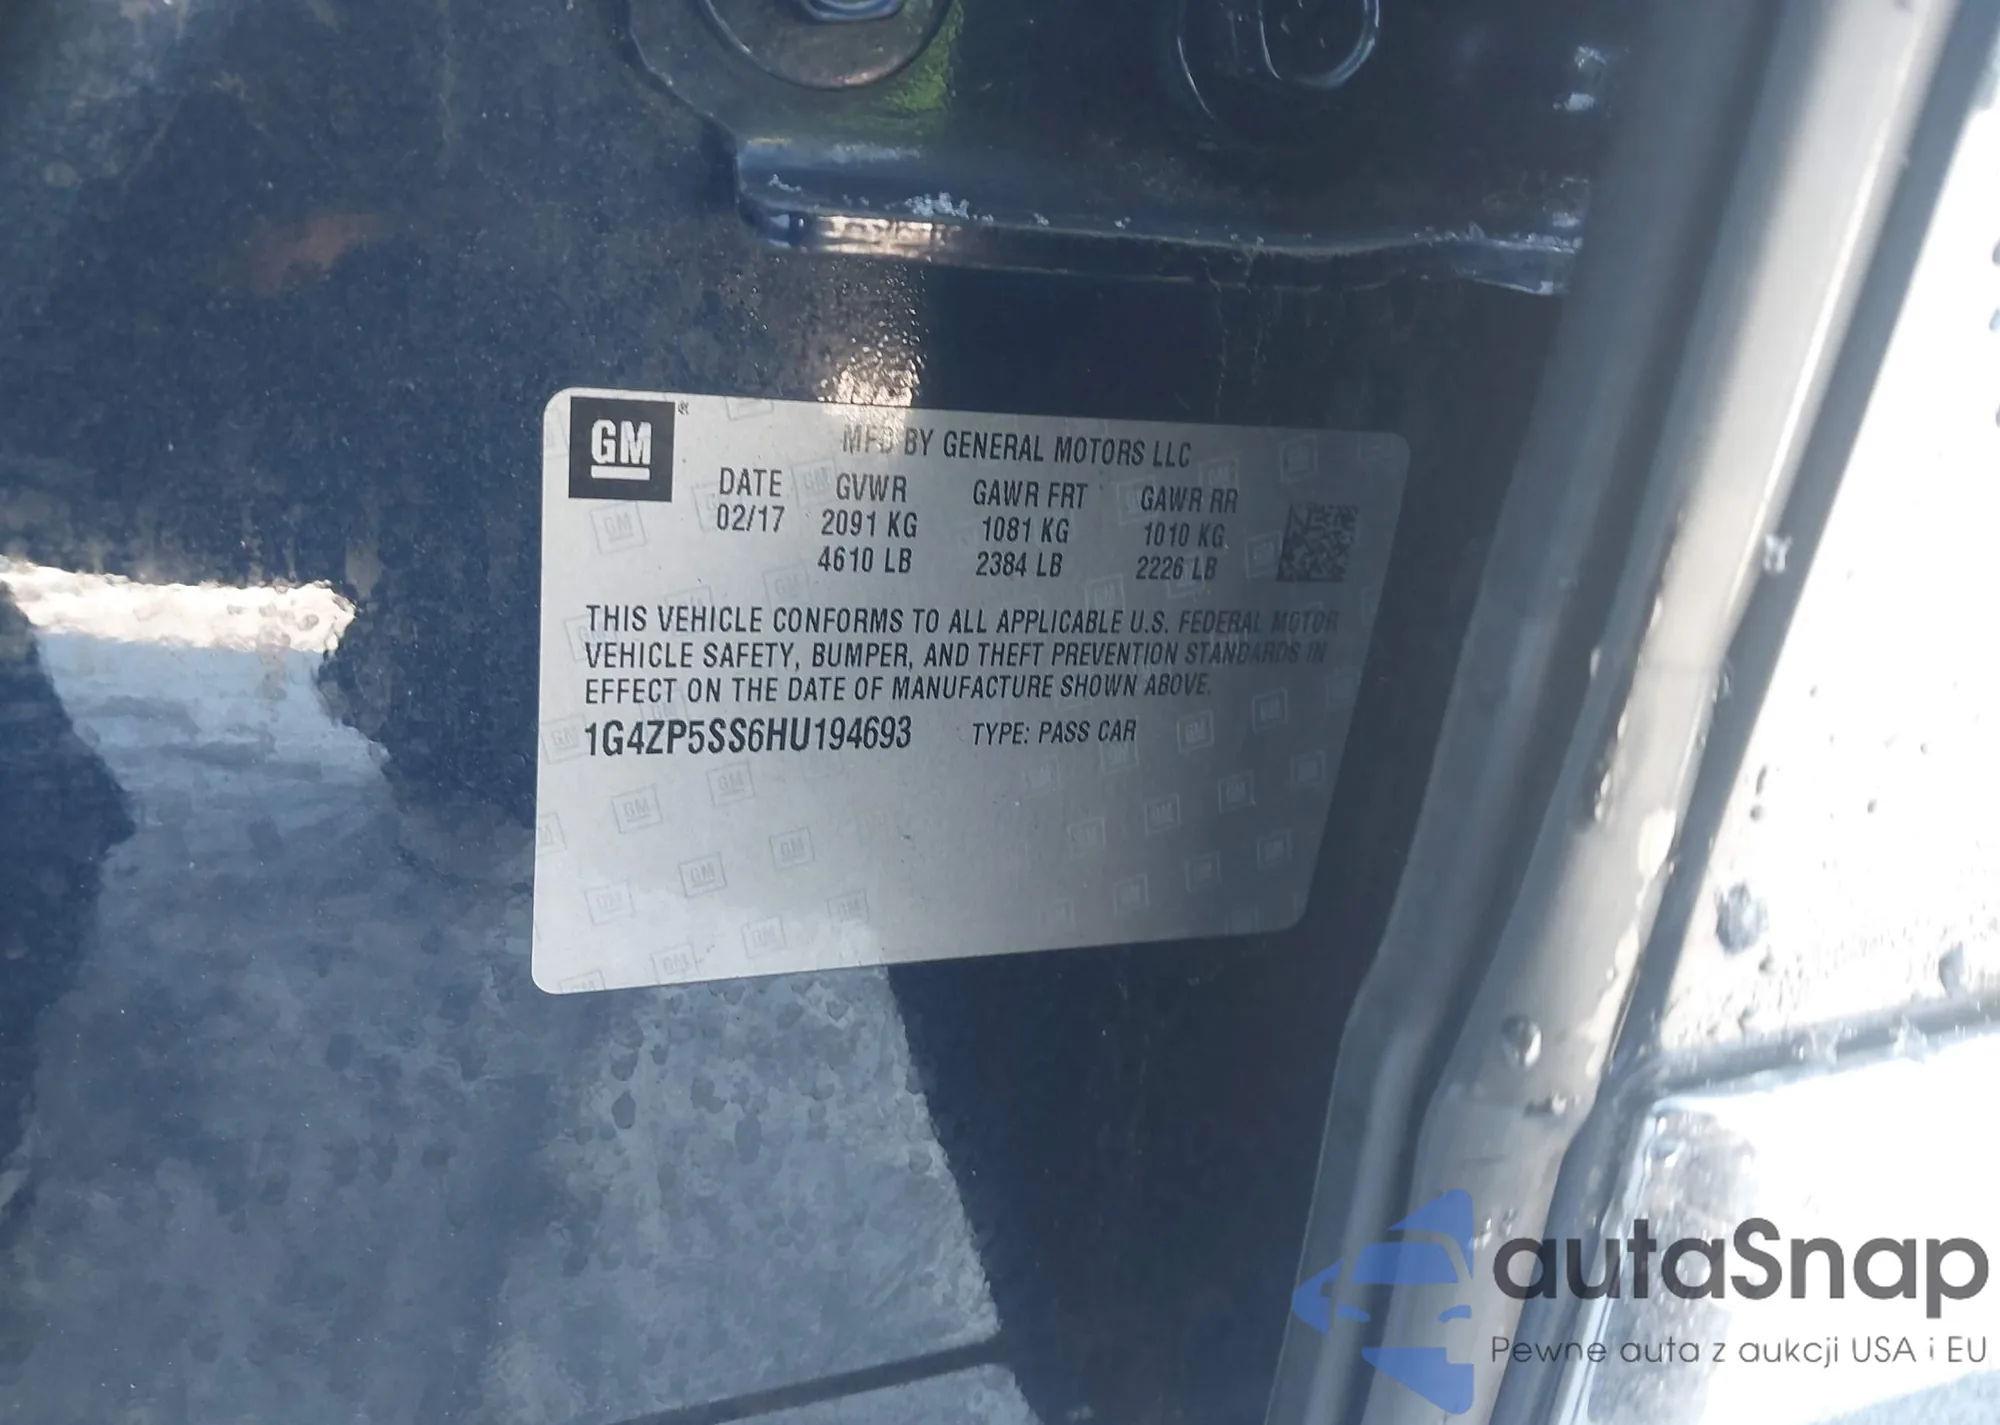 GM
MFD BY GENERAL MOTORS LLC
DATE GVWR GAWR FRT GAWR RR
02/17 2091 KG 1081 KG 1010 KG
4610 LB 2384 LB 2226 LB
THIS VEHICLE CONFORMS TO ALL APPLICABLE U.S. FEDERAL MOTOR
VEHICLE SAFETY, BUMPER, AND THEFT PREVENTION STANDARDS IN
EFFECT ON THE DATE OF MANUFACTURE SHOWN ABOVE.
1G4ZP5SS6HU194693 TYPE: PASS CAR
autaSnap
Pewne auta z aukcji USA i EU